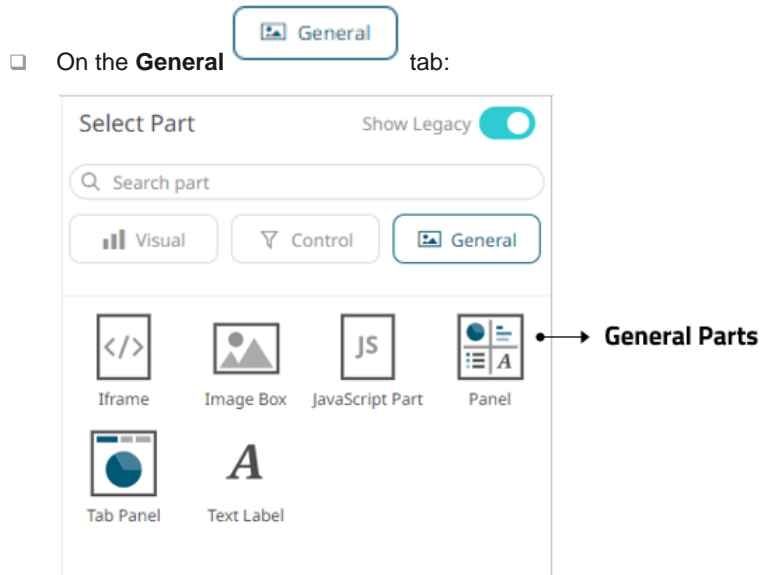 General
On the General tab:
Select Part Show Legacy
Search part
Visual Control General
</> JS A General Parts
Iframe Image Box JavaScript Part Panel
A
Tab Panel Text Label